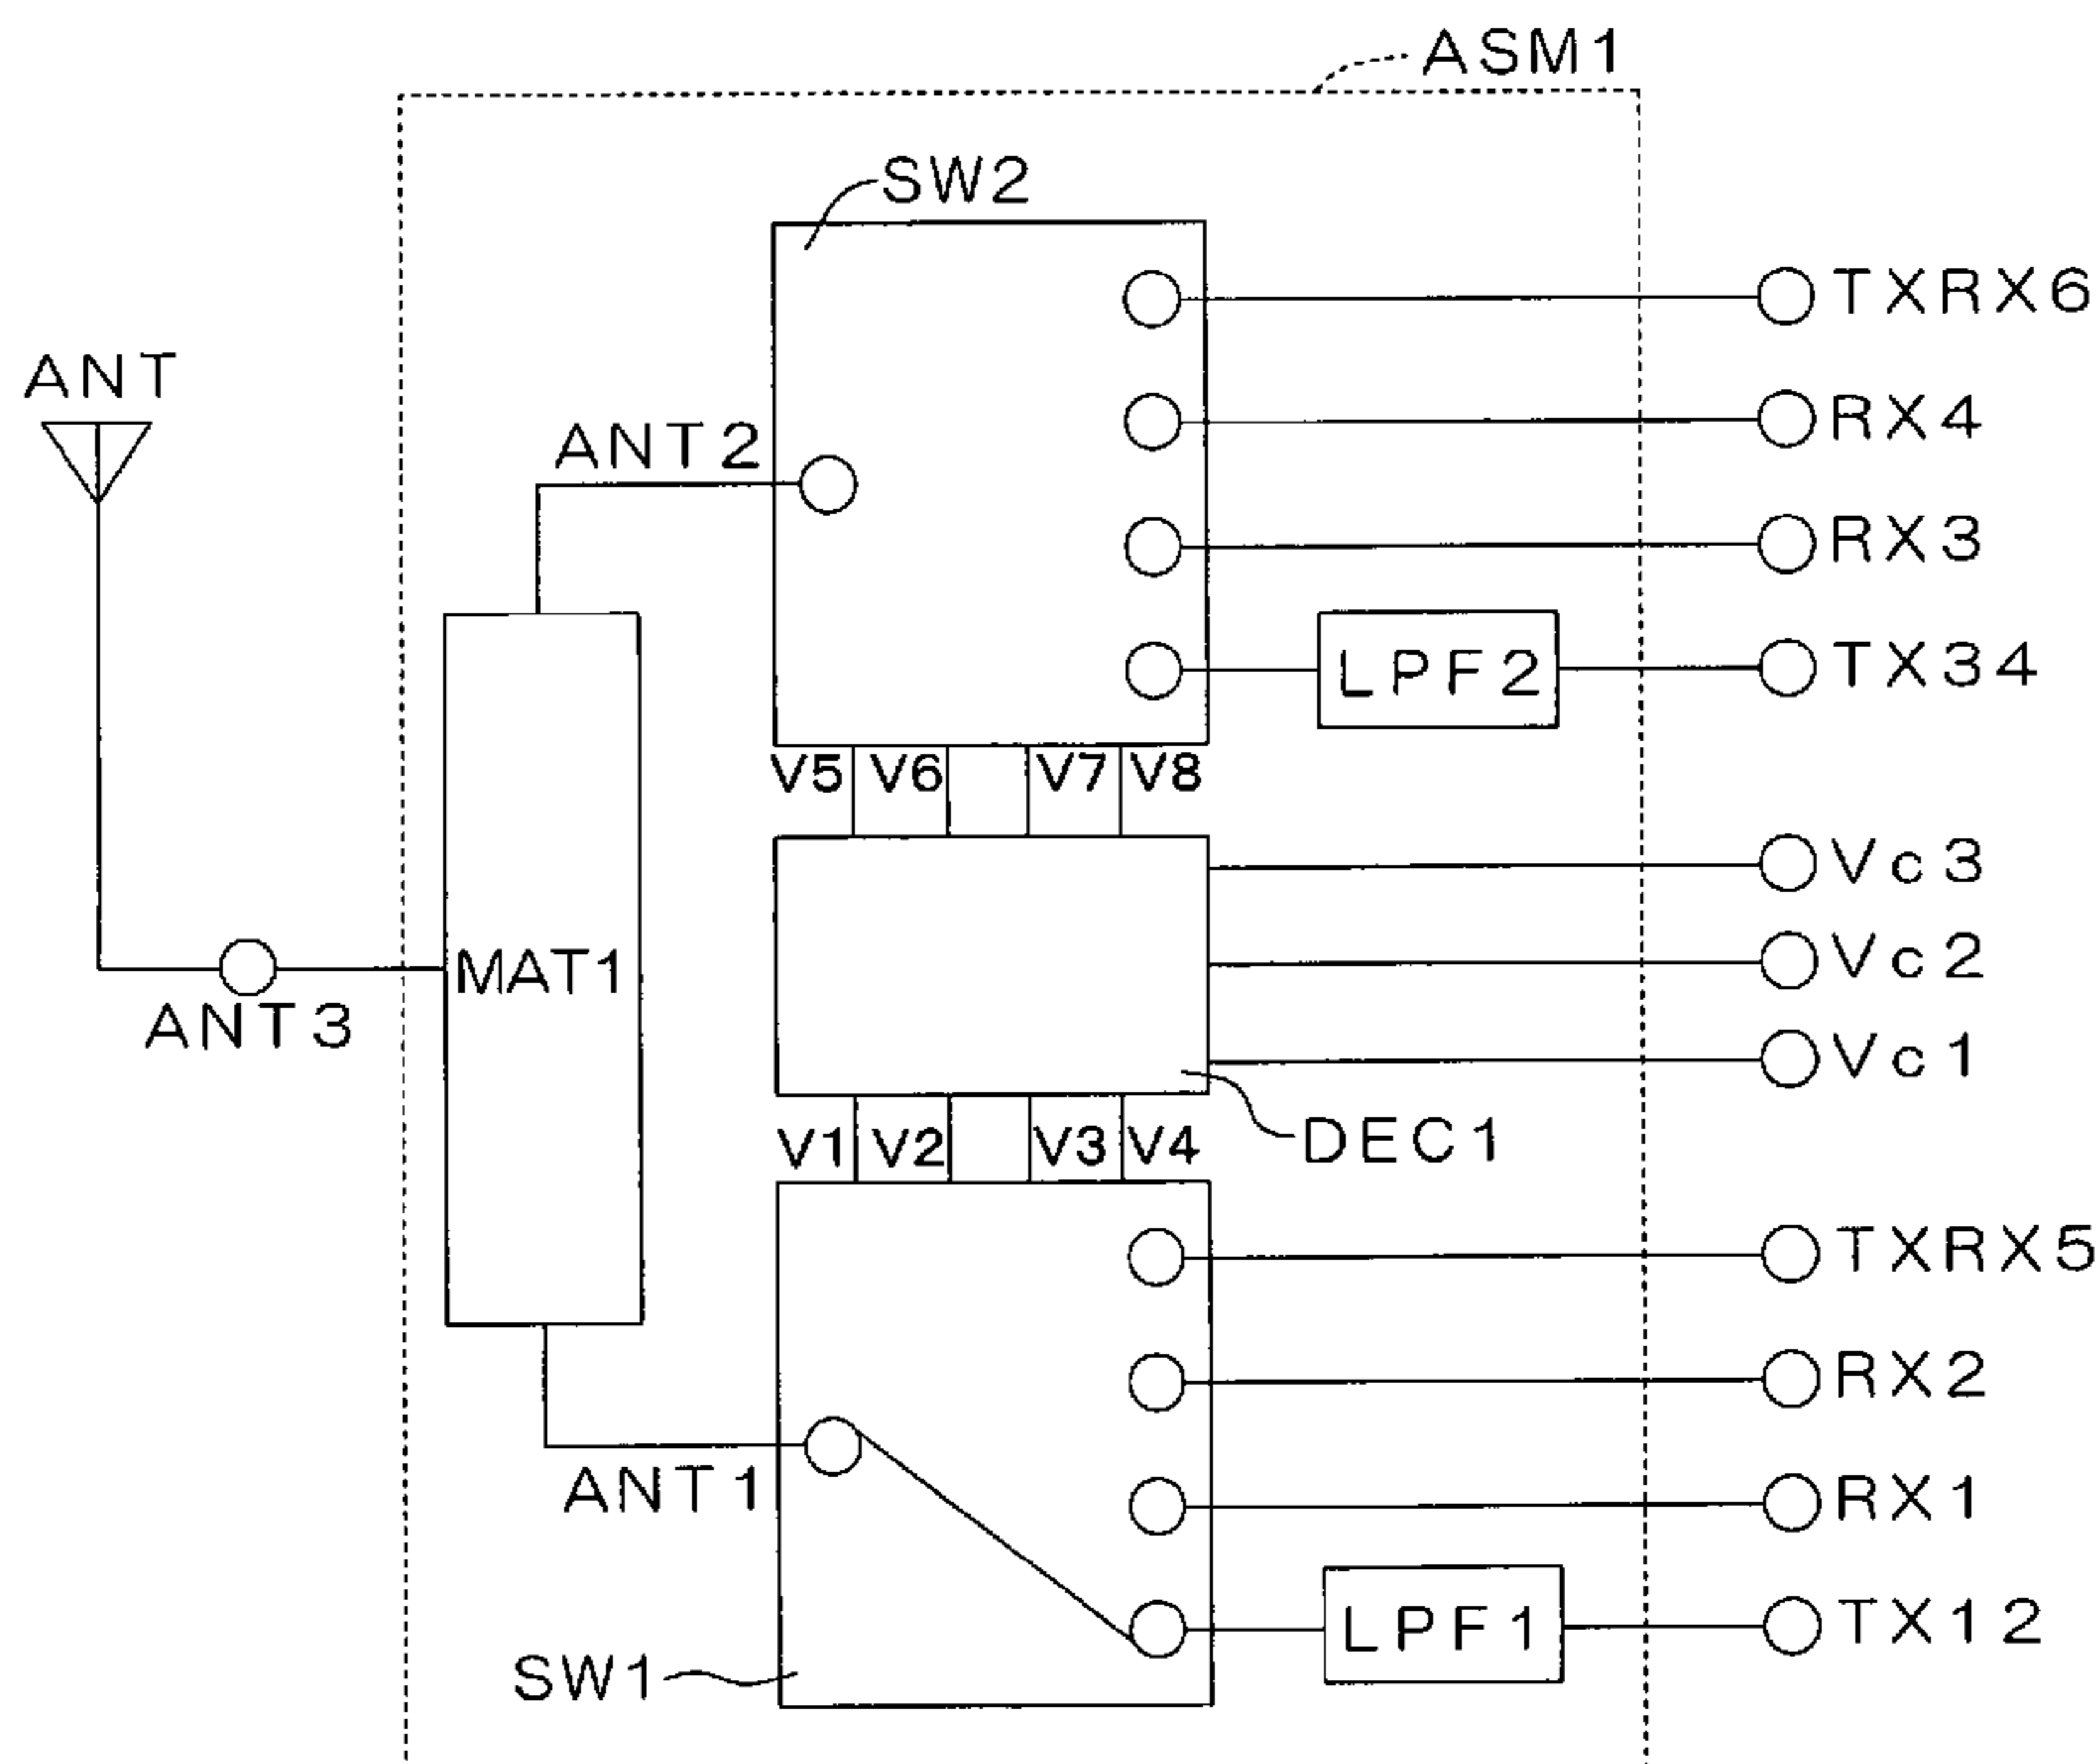 ASM1
SW2
TXRX6
ANT
RX4
ANT2
RX3
LPF2
TX34
V5 V6 V7 V8
Vc3
MAT1
Vc2
ANT3
Vc1
DEC1
V1 V2 V3 V4
TXRX5
RX2
ANT1
RX1
LPF1
TX12
SW1